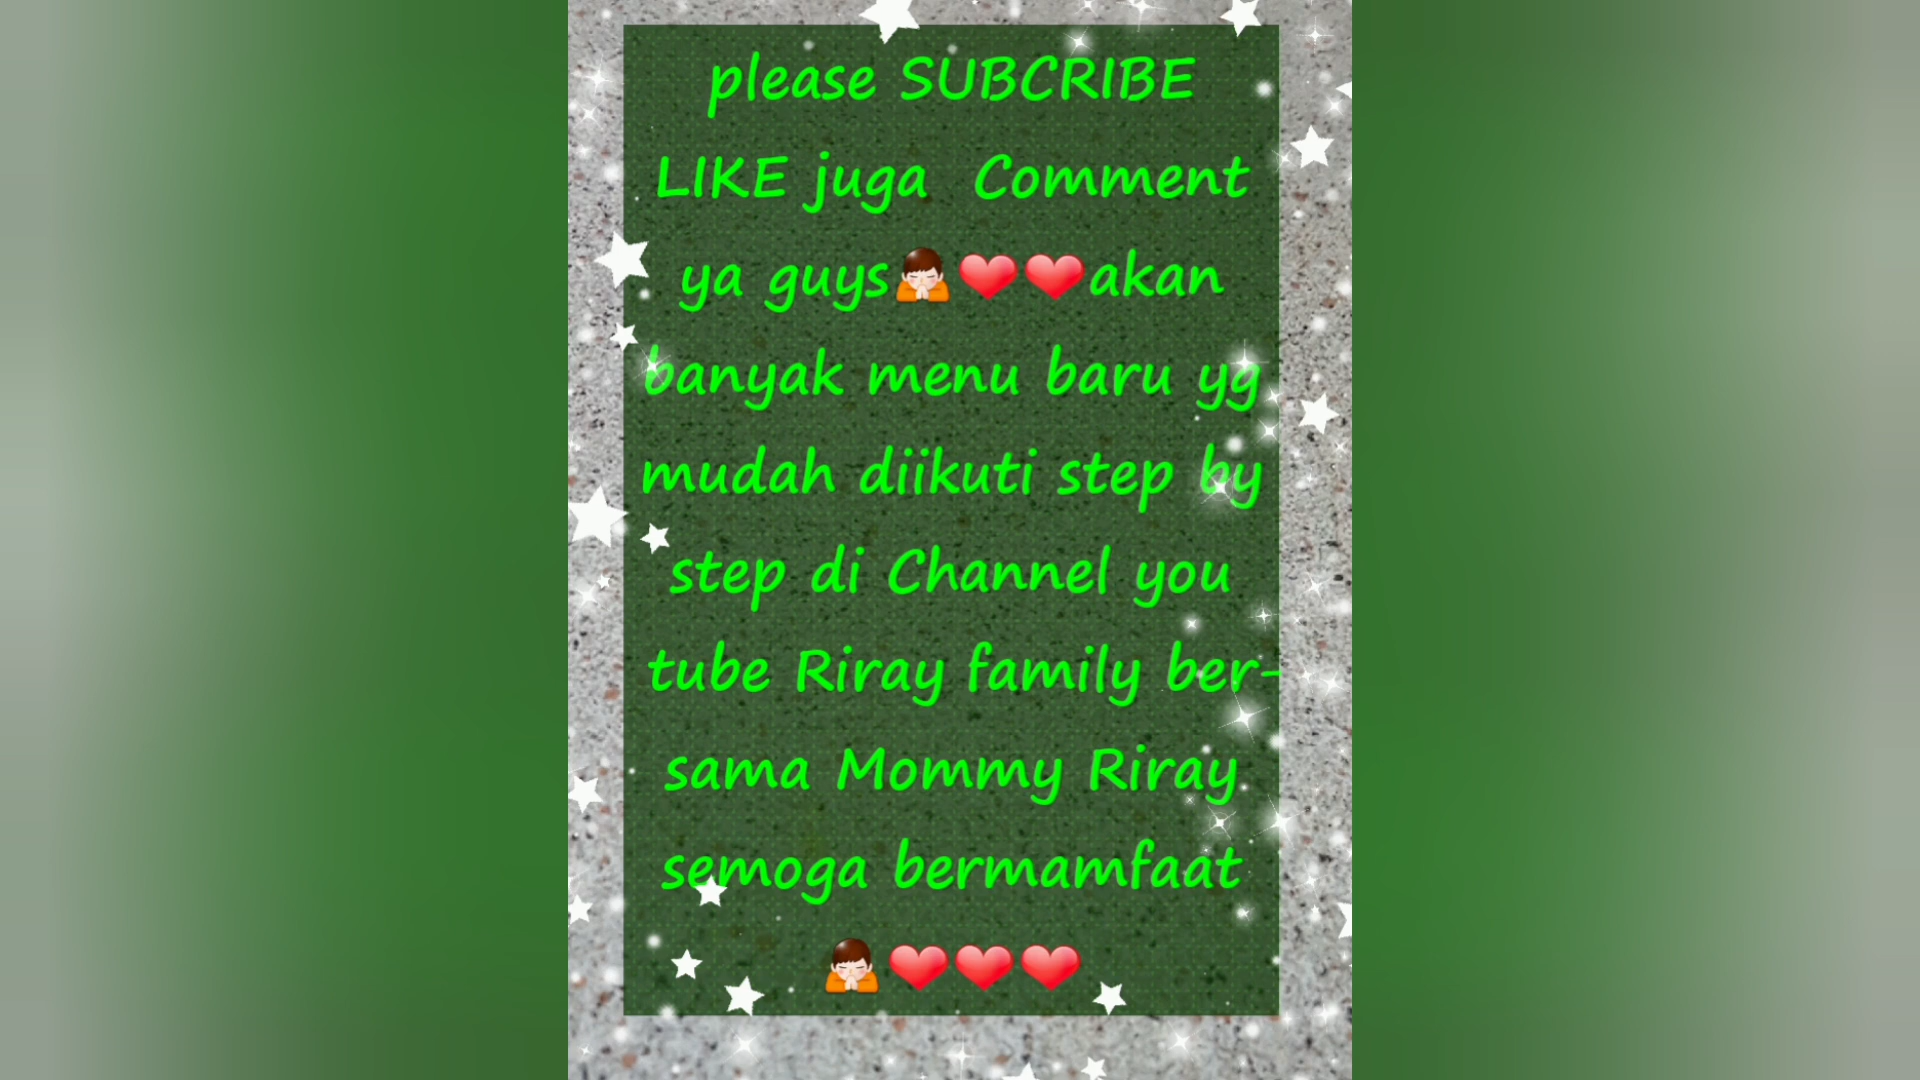 please SUBCRIBE
LIKE juga Comment
ya guys🙏❤❤akan
banyak menu baru yg
mudah diikuti step by
step di Channel you
tube Riray family ber-
sama Mommy Riray
semoga bermamfaat
🙏❤❤❤